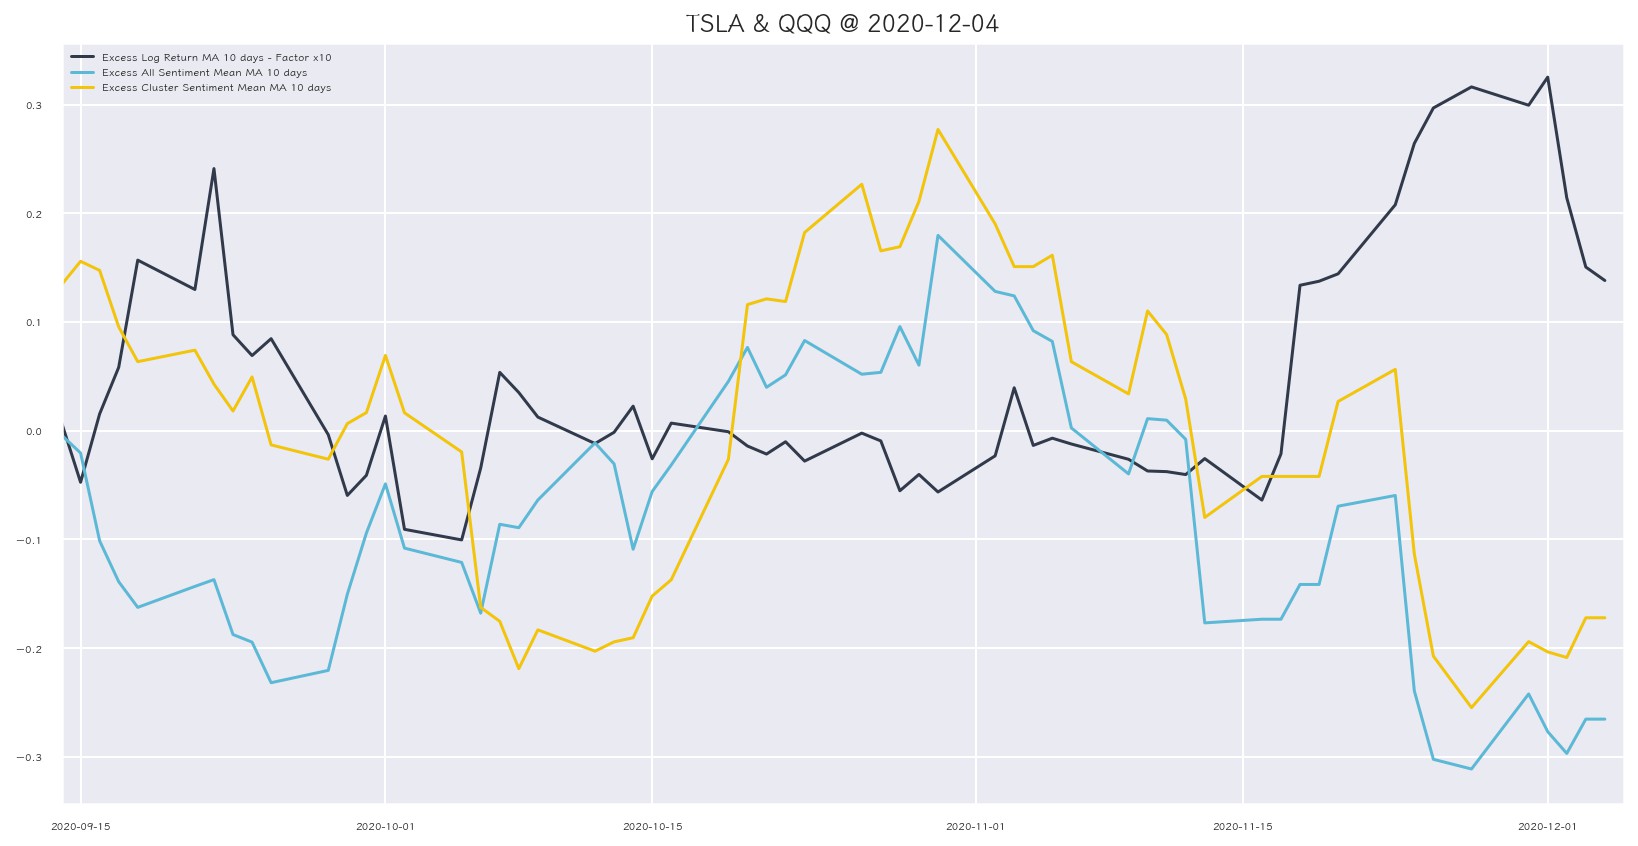 TSLA & QQQ @ 2020-12-04
Excess Log Return MA 10 days - Factor x10
Excess All Sentiment Mean MA 10 days
Excess Cluster Sentiment Mean MA 10 days
0.3
0.2
0.1
0.0
−0.1
−0.2
−0.3
2020-09-15 2020-10-01 2020-10-15 2020-11-01 2020-11-15 2020-12-01